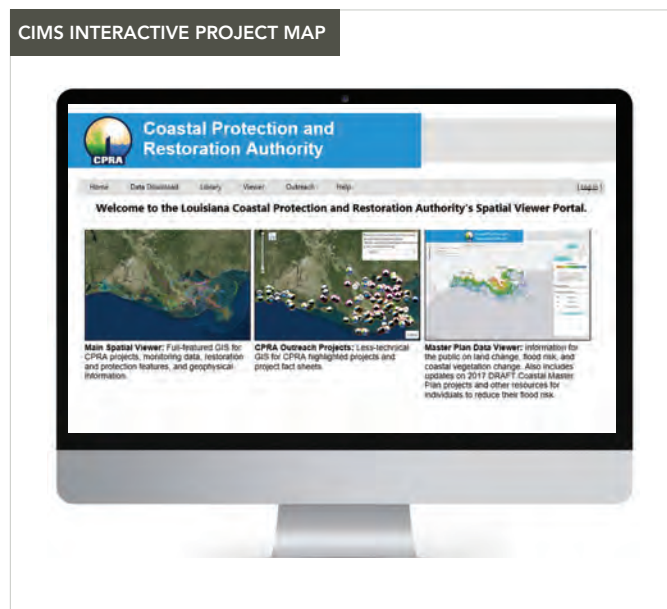 CIMS INTERACTIVE PROJECT MAP
Coastal Protection and
Restoration Authority
CPRA
Home Data Download Library Viewer Outreach Help [Log In]
Welcome to the Louisiana Coastal Protection and Restoration Authority's Spatial Viewer Portal.
Main Spatial Viewer: Full-featured GIS for
CPRA projects, monitoring data, restoration
and protection features, and geophysical
information.
CPRA Outreach Projects: Less-technical
GIS for CPRA highlighted projects and
project fact sheets.
Master Plan Data Viewer: Information for
the public on land change, flood risk, and
coastal vegetation change. Also includes
updates on 2017 DRAFT Coastal Master
Plan projects and other resources for
individuals to reduce their flood risk.